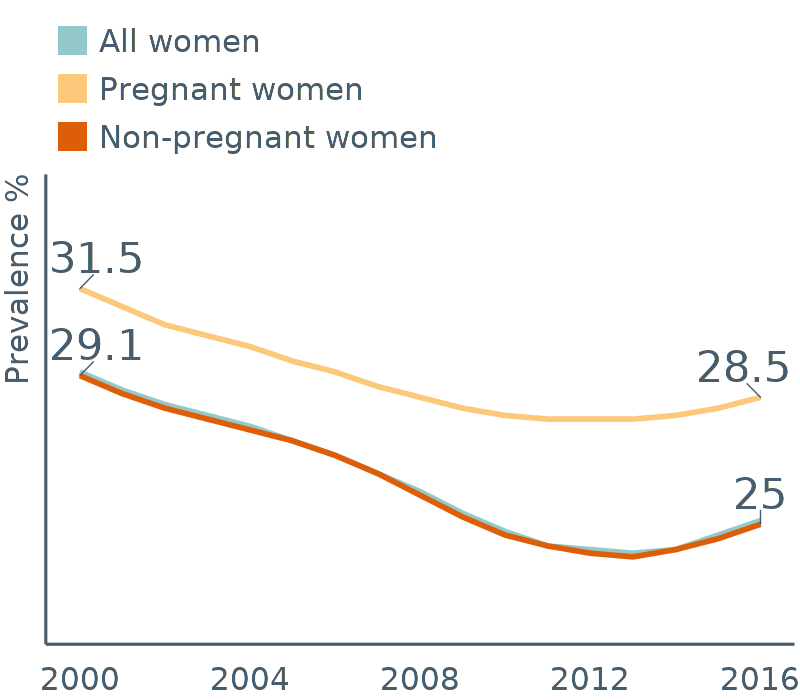 All women
Pregnant women
Non-pregnant women
Prevalence %
31.5
29.1
28.5
25
2000 2004 2008 2012 2016